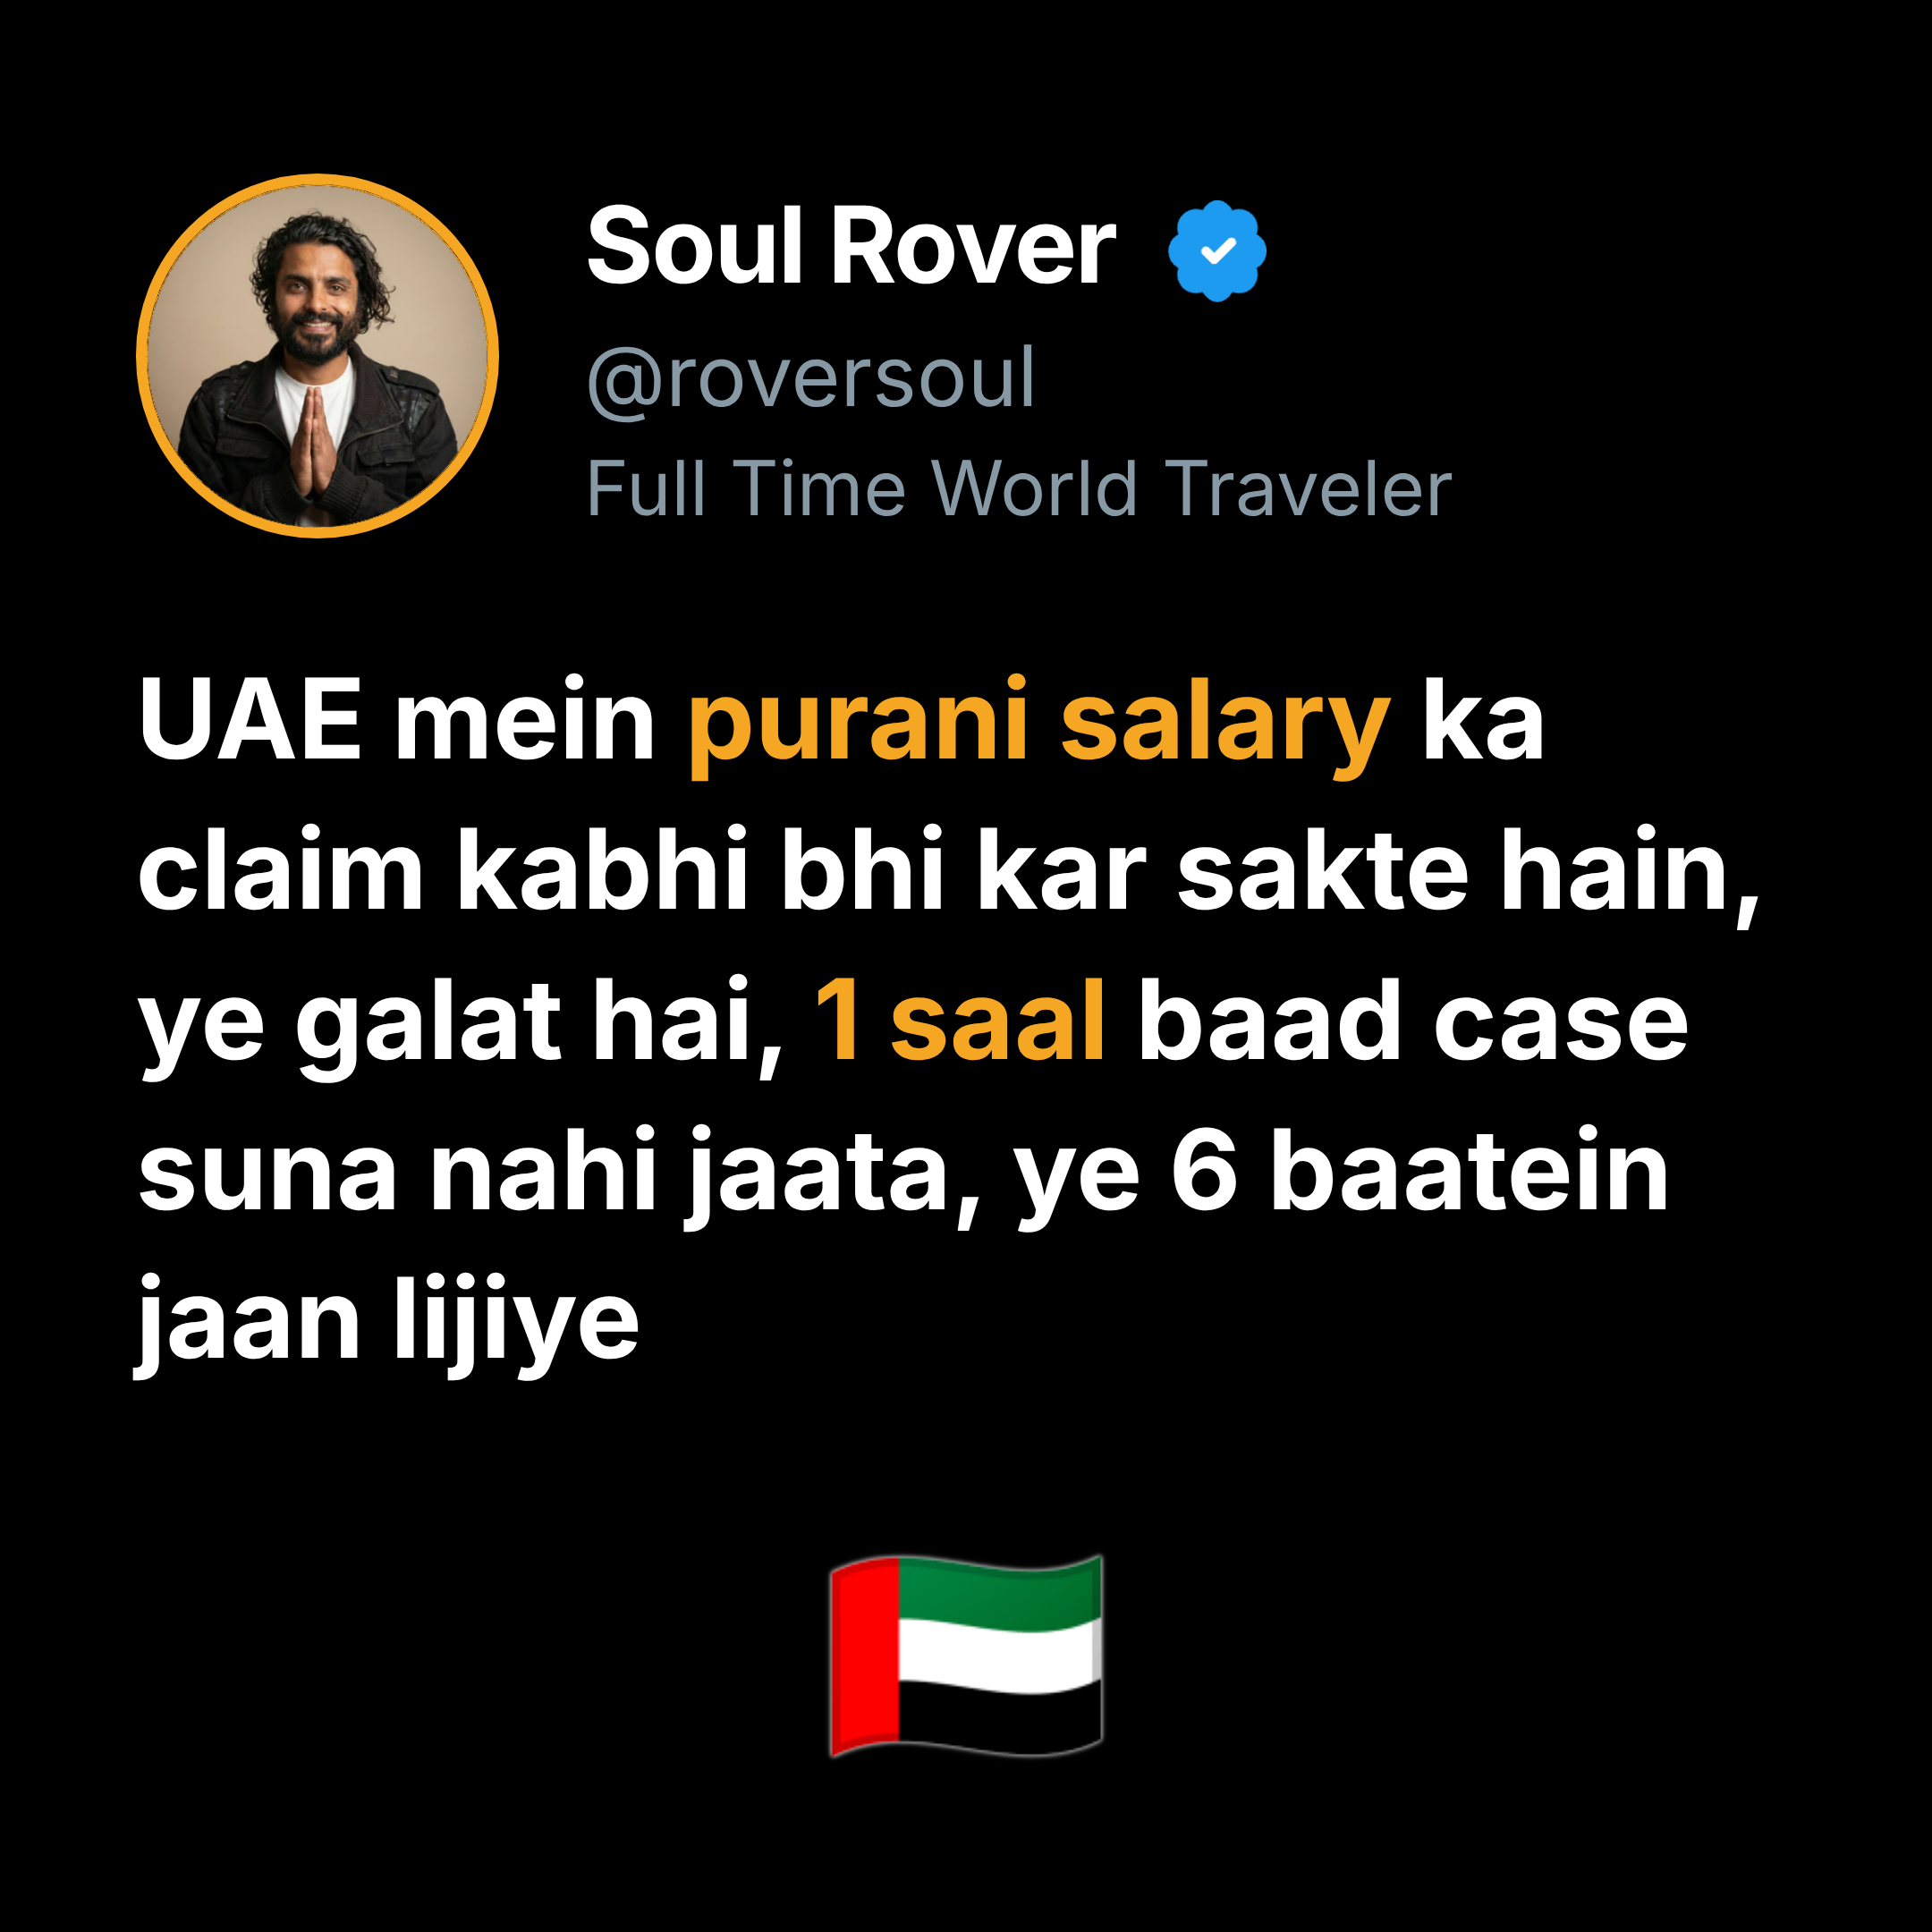 Soul Rover
@roversoul
Full Time World Traveler
UAE mein purani salary ka
claim kabhi bhi kar sakte hain,
ye galat hai, 1 saal baad case
suna nahi jaata, ye 6 baatein
jaan lijiye